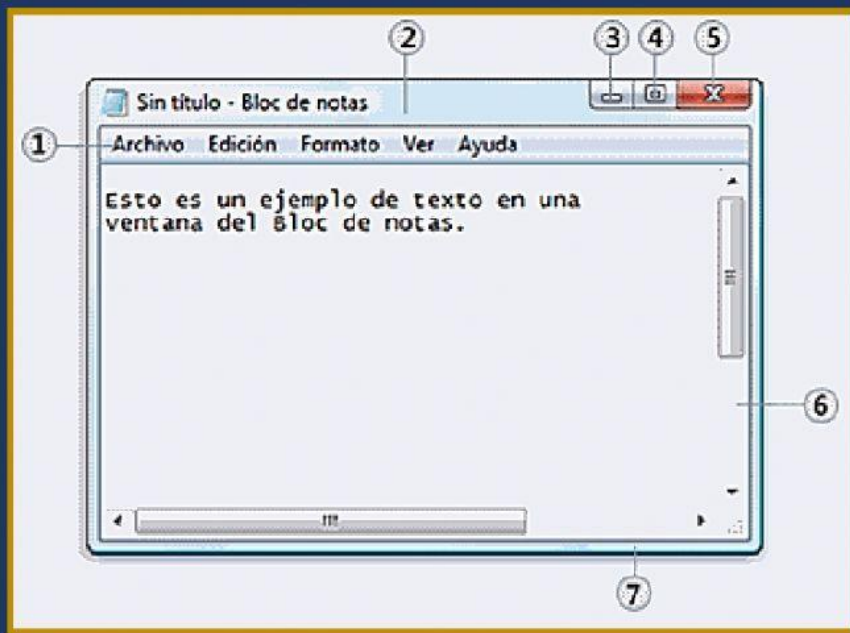 2 3 4 5
Sin título - Bloc de notas
1 Archivo Edición Formato Ver Ayuda
Esto es un ejemplo de texto en una
ventana del Bloc de notas.
6
7